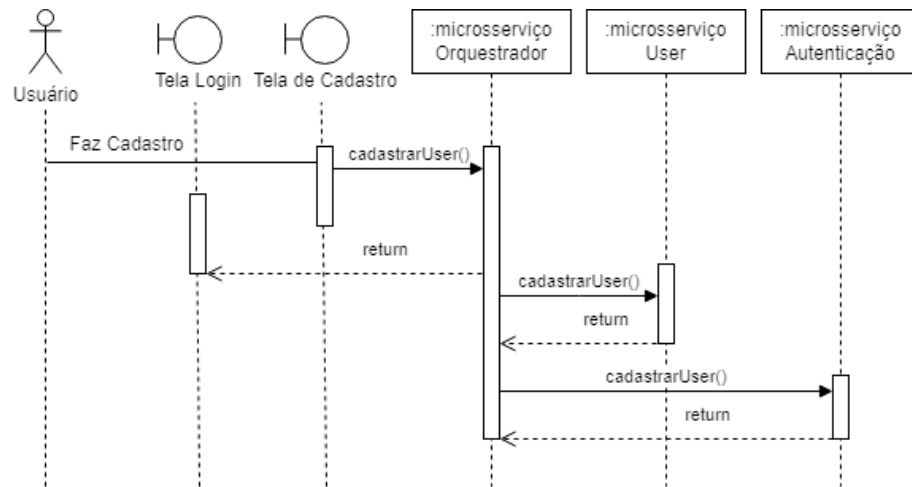 :microsserviço
Orquestrador
:microsserviço
User
:microsserviço
Autenticação
Usuário
Tela Login
Tela de Cadastro
Faz Cadastro
cadastrarUser()
return
cadastrarUser()
return
cadastrarUser()
return